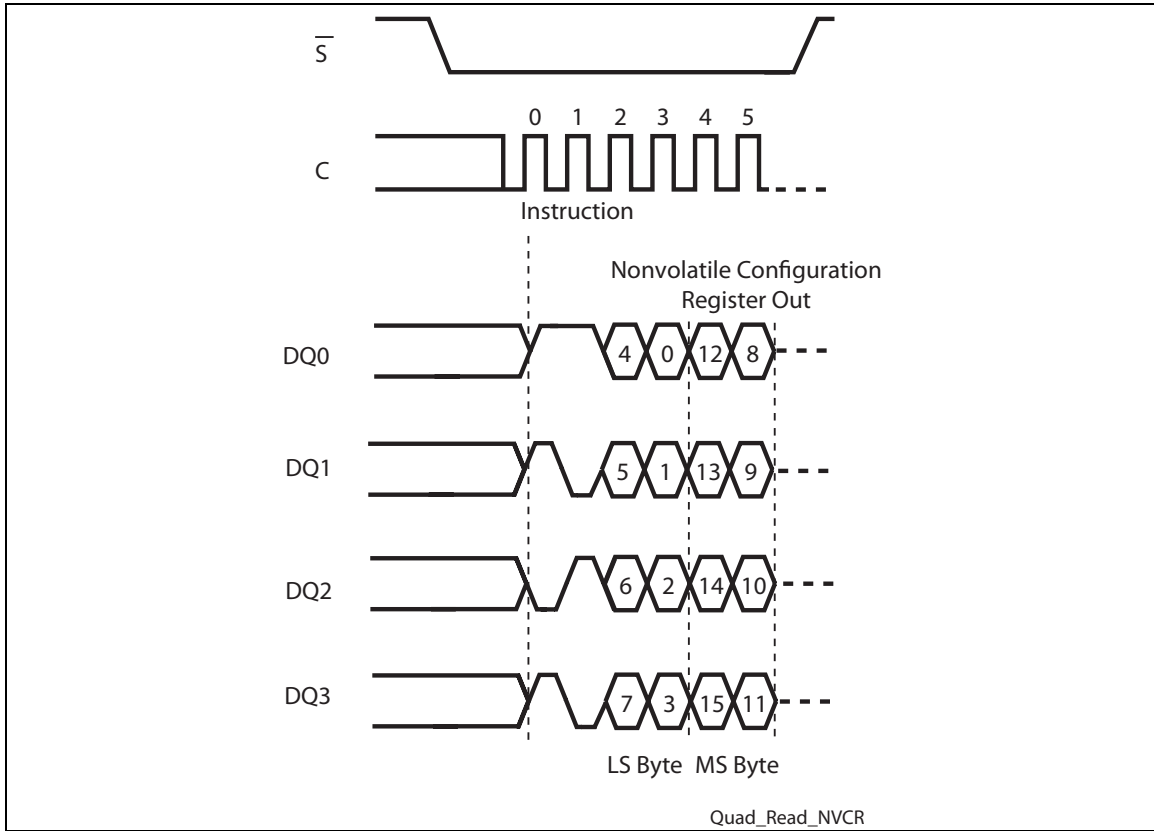 S
0 1 2 3 4 5
C
Instruction
Nonvolatile Configuration
Register Out
DQ0 4 0 12 8
DQ1 5 1 13 9
DQ2 6 2 14 10
DQ3 7 3 15 11
LS Byte MS Byte
Quad_Read_NVCR